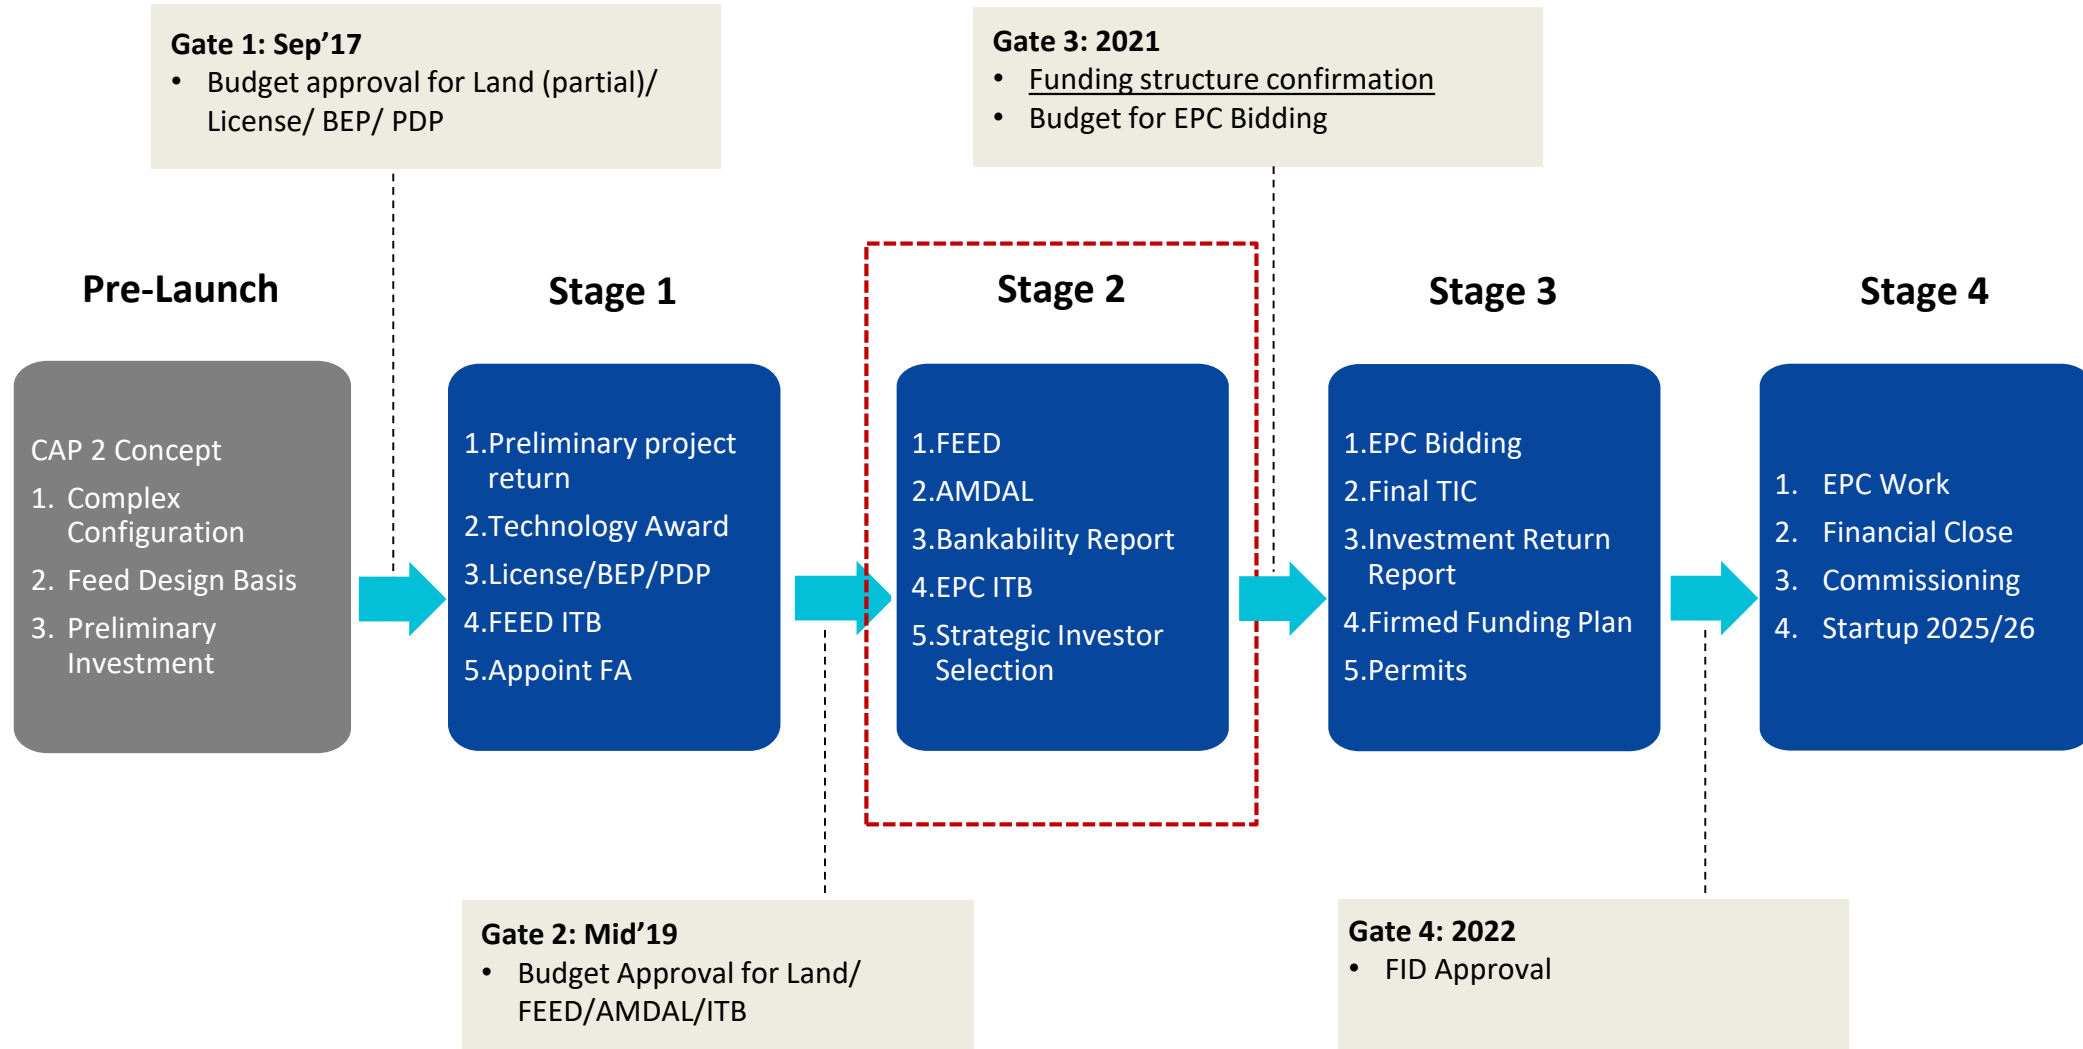 Gate 1: Sep’17
• Budget approval for Land (partial)/
License/ BEP/ PDP
Gate 3: 2021
• Funding structure confirmation
• Budget for EPC Bidding
Pre-Launch
Stage 1
Stage 2
Stage 3
Stage 4
CAP 2 Concept
1. Complex
Configuration
2. Feed Design Basis
3. Preliminary
Investment
1.Preliminary project
return
2.Technology Award
3.License/BEP/PDP
4.FEED ITB
5.Appoint FA
1.FEED
2.AMDAL
3.Bankability Report
4.EPC ITB
5.Strategic Investor
Selection
1.EPC Bidding
2.Final TIC
3.Investment Return
Report
4.Firmed Funding Plan
5.Permits
1. EPC Work
2. Financial Close
3. Commissioning
4. Startup 2025/26
Gate 2: Mid’19
• Budget Approval for Land/
FEED/AMDAL/ITB
Gate 4: 2022
• FID Approval